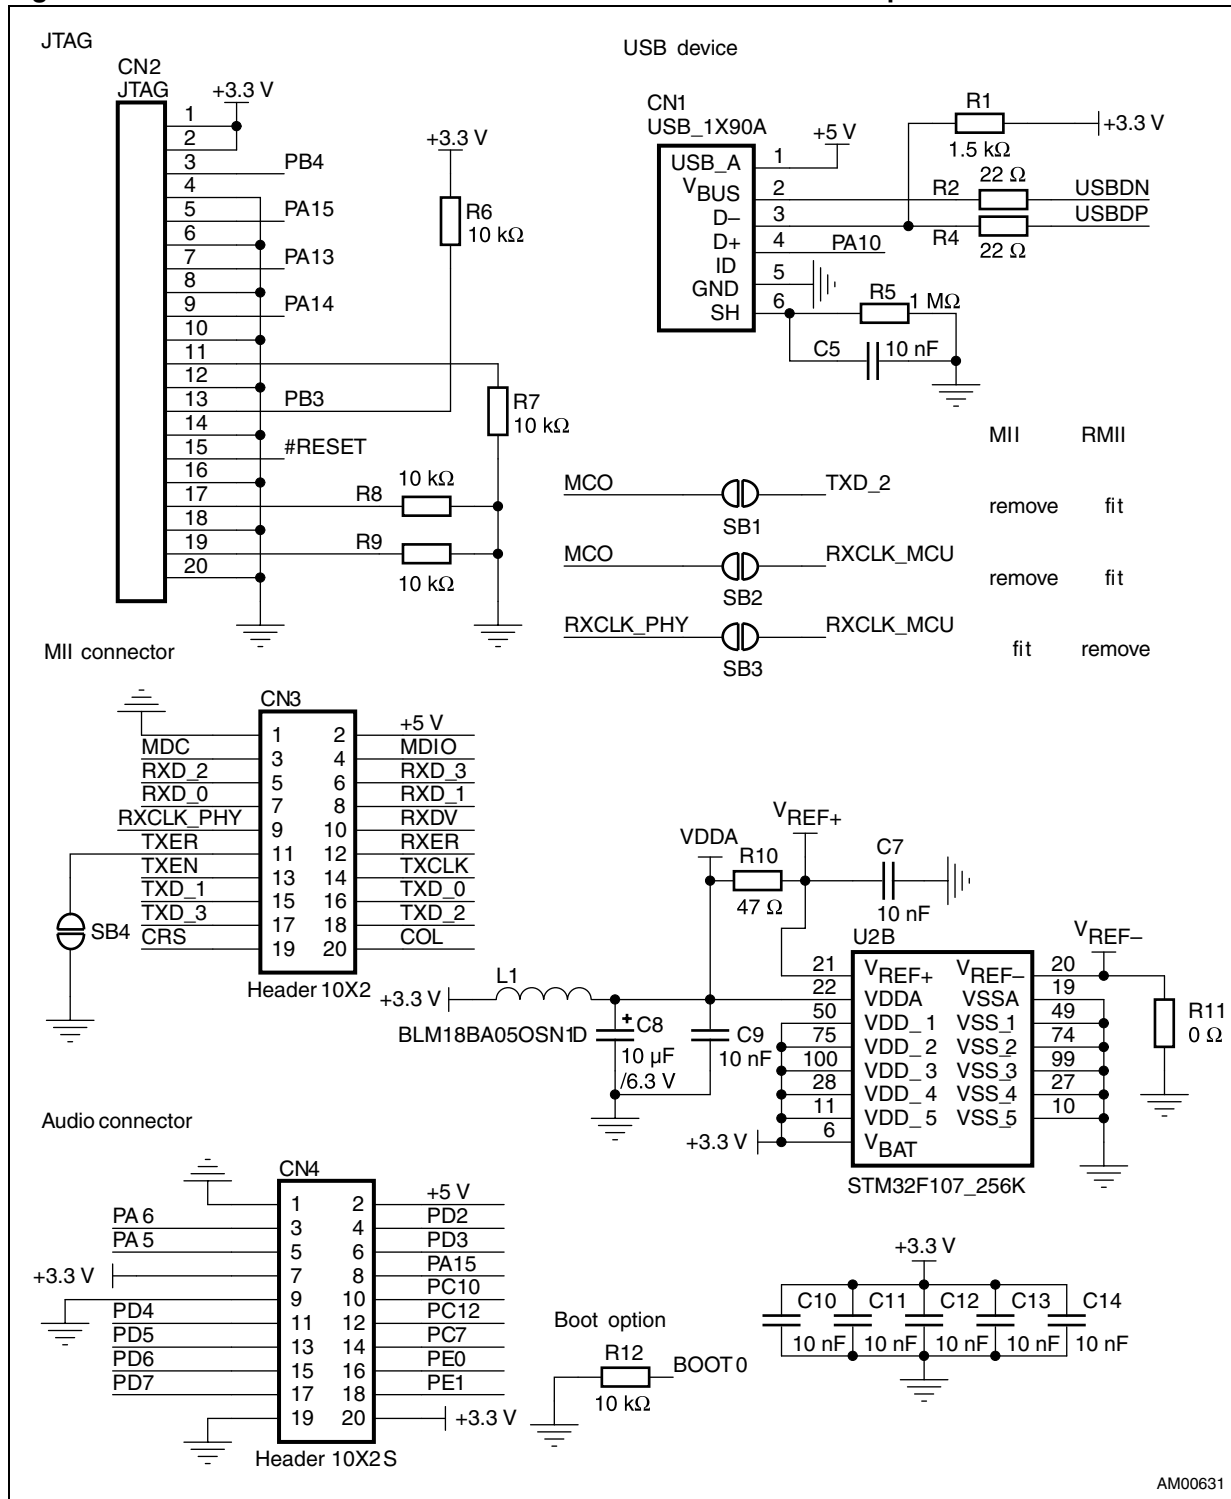 JTAG
CN2
JTAG
+3.3 V
1
2
3
PB4
4
5
PA15
6
7
PA13
8
9
PA14
10
11
12
13
PB3
14
15
#RESET
16
17
18
19
20
+3.3 V
R6
10 kΩ
R7
10 kΩ
10 kΩ
R8
R9
10 kΩ
USB device
CN1
USB_1X90A
+5 V
USB_A
1
VBUS
2
D–
3
D+
4
PA10
ID
5
GND
6
SH
R1
+3.3 V
1.5 kΩ
22 Ω
R2
USBDN
USBDP
R4
22 Ω
R5
1 MΩ
C5
10 nF
MII RMII
MCO
TXD_2
SB1
remove fit
MCO
RXCLK_MCU
SB2
remove fit
RXCLK_PHY
RXCLK_MCU
SB3
fit remove
MII connector
CN3
1 2 +5 V
MDC 3 4 MDIO
RXD_2 5 6 RXD_3
RXD_0 7 8 RXD_1
RXCLK_PHY 9 10 RXDV
TXER 11 12 RXER
TXEN 13 14 TXCLK
TXD_1 15 16 TXD_0
TXD_3 17 18 TXD_2
CRS 19 20 COL
SB4
Header 10X2
VDDA
VREF+
R10
47 Ω
C7
10 nF
U2B
VREF–
+3.3 V
L1
BLM18BA05OSN1D
C8
10 µF
/6.3 V
C9
10 nF
21 VREF+ VREF– 20
22 VDDA VSSA 19
50 VDD_1 VSS_1 49
75 VDD_2 VSS_2 74
100 VDD_3 VSS_3 99
28 VDD_4 VSS_4 27
11 VDD_5 VSS_5 10
+3.3 V 6 VBAT
R11
0 Ω
STM32F107_256K
Audio connector
CN4
1 2 +5 V
PA6 3 4 PD2
PA5 5 6 PD3
+3.3 V 7 8 PA15
9 10 PC10
PD4 11 12 PC12
PD5 13 14 PC7
PD6 15 16 PE0
PD7 17 18 PE1
19 20 +3.3 V
Header 10X2S
Boot option
R12
BOOT0
10 kΩ
+3.3 V
C10 C11 C12 C13 C14
10 nF 10 nF 10 nF 10 nF 10 nF
AM00631